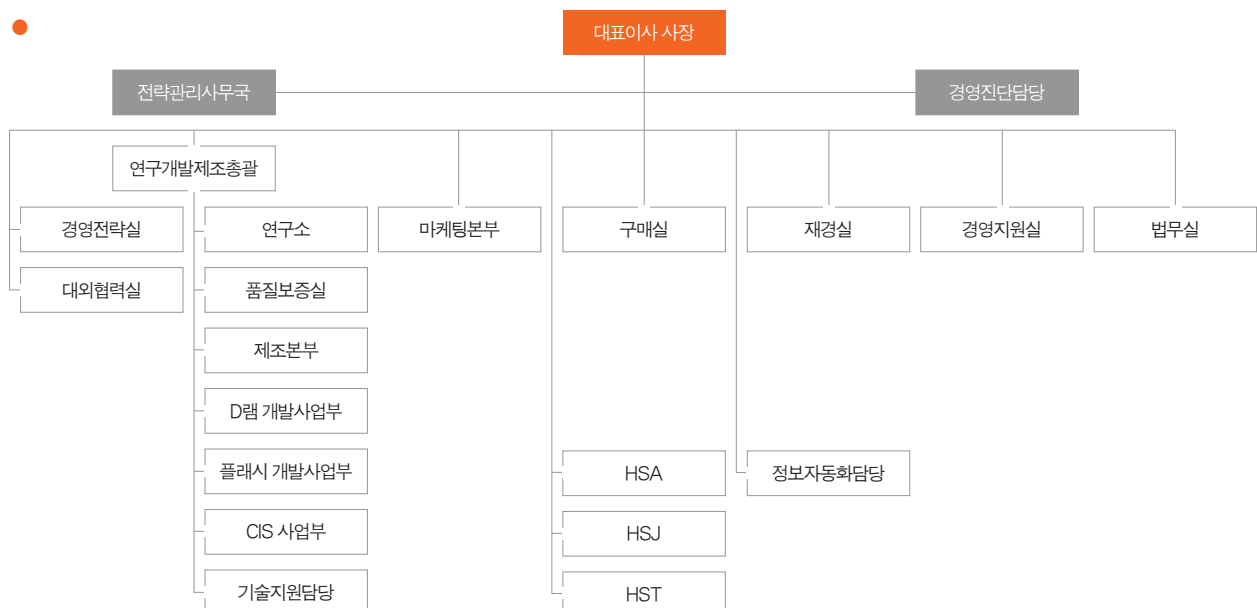 대표이사 사장
전략관리사무국
경영진단담당
연구개발제조총괄
경영전략실
연구소
마케팅본부
구매실
재경실
경영지원실
법무실
대외협력실
품질보증실
제조본부
D램 개발사업부
플래시 개발사업부
HSA
정보자동화담당
CIS 사업부
HSJ
기술지원담당
HST